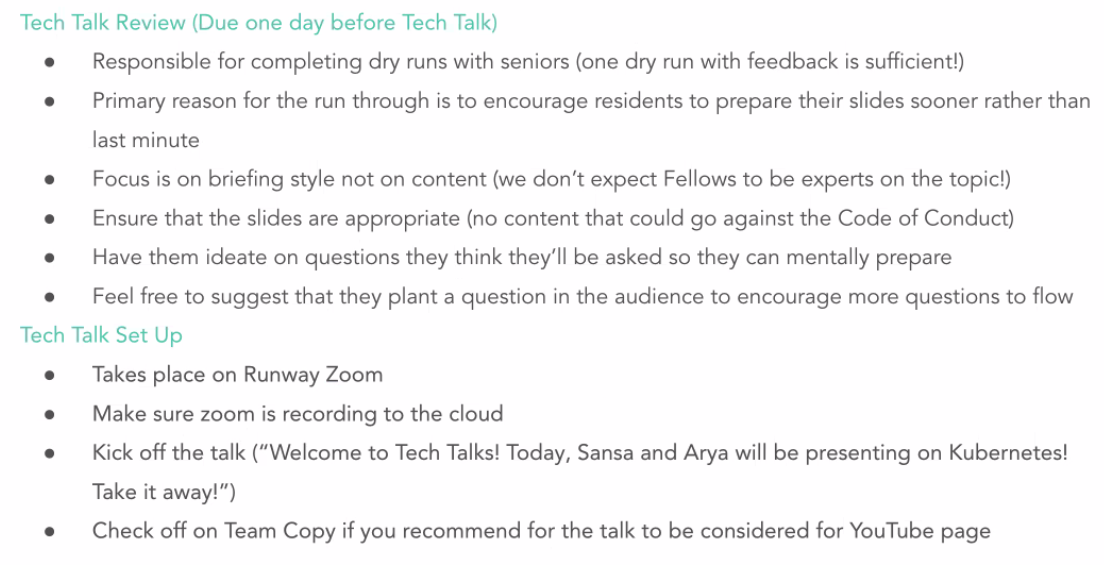 Tech Talk Review (Due one day before Tech Talk)
● Responsible for completing dry runs with seniors (one dry run with feedback is sufficient!)
● Primary reason for the run through is to encourage residents to prepare their slides sooner rather than
last minute
● Focus is on briefing style not on content (we don’t expect Fellows to be experts on the topic!)
● Ensure that the slides are appropriate (no content that could go against the Code of Conduct)
● Have them ideate on questions they think they’ll be asked so they can mentally prepare
● Feel free to suggest that they plant a question in the audience to encourage more questions to flow
Tech Talk Set Up
● Takes place on Runway Zoom
● Make sure zoom is recording to the cloud
● Kick off the talk (“Welcome to Tech Talks! Today, Sansa and Arya will be presenting on Kubernetes!
Take it away!”)
● Check off on Team Copy if you recommend for the talk to be considered for YouTube page